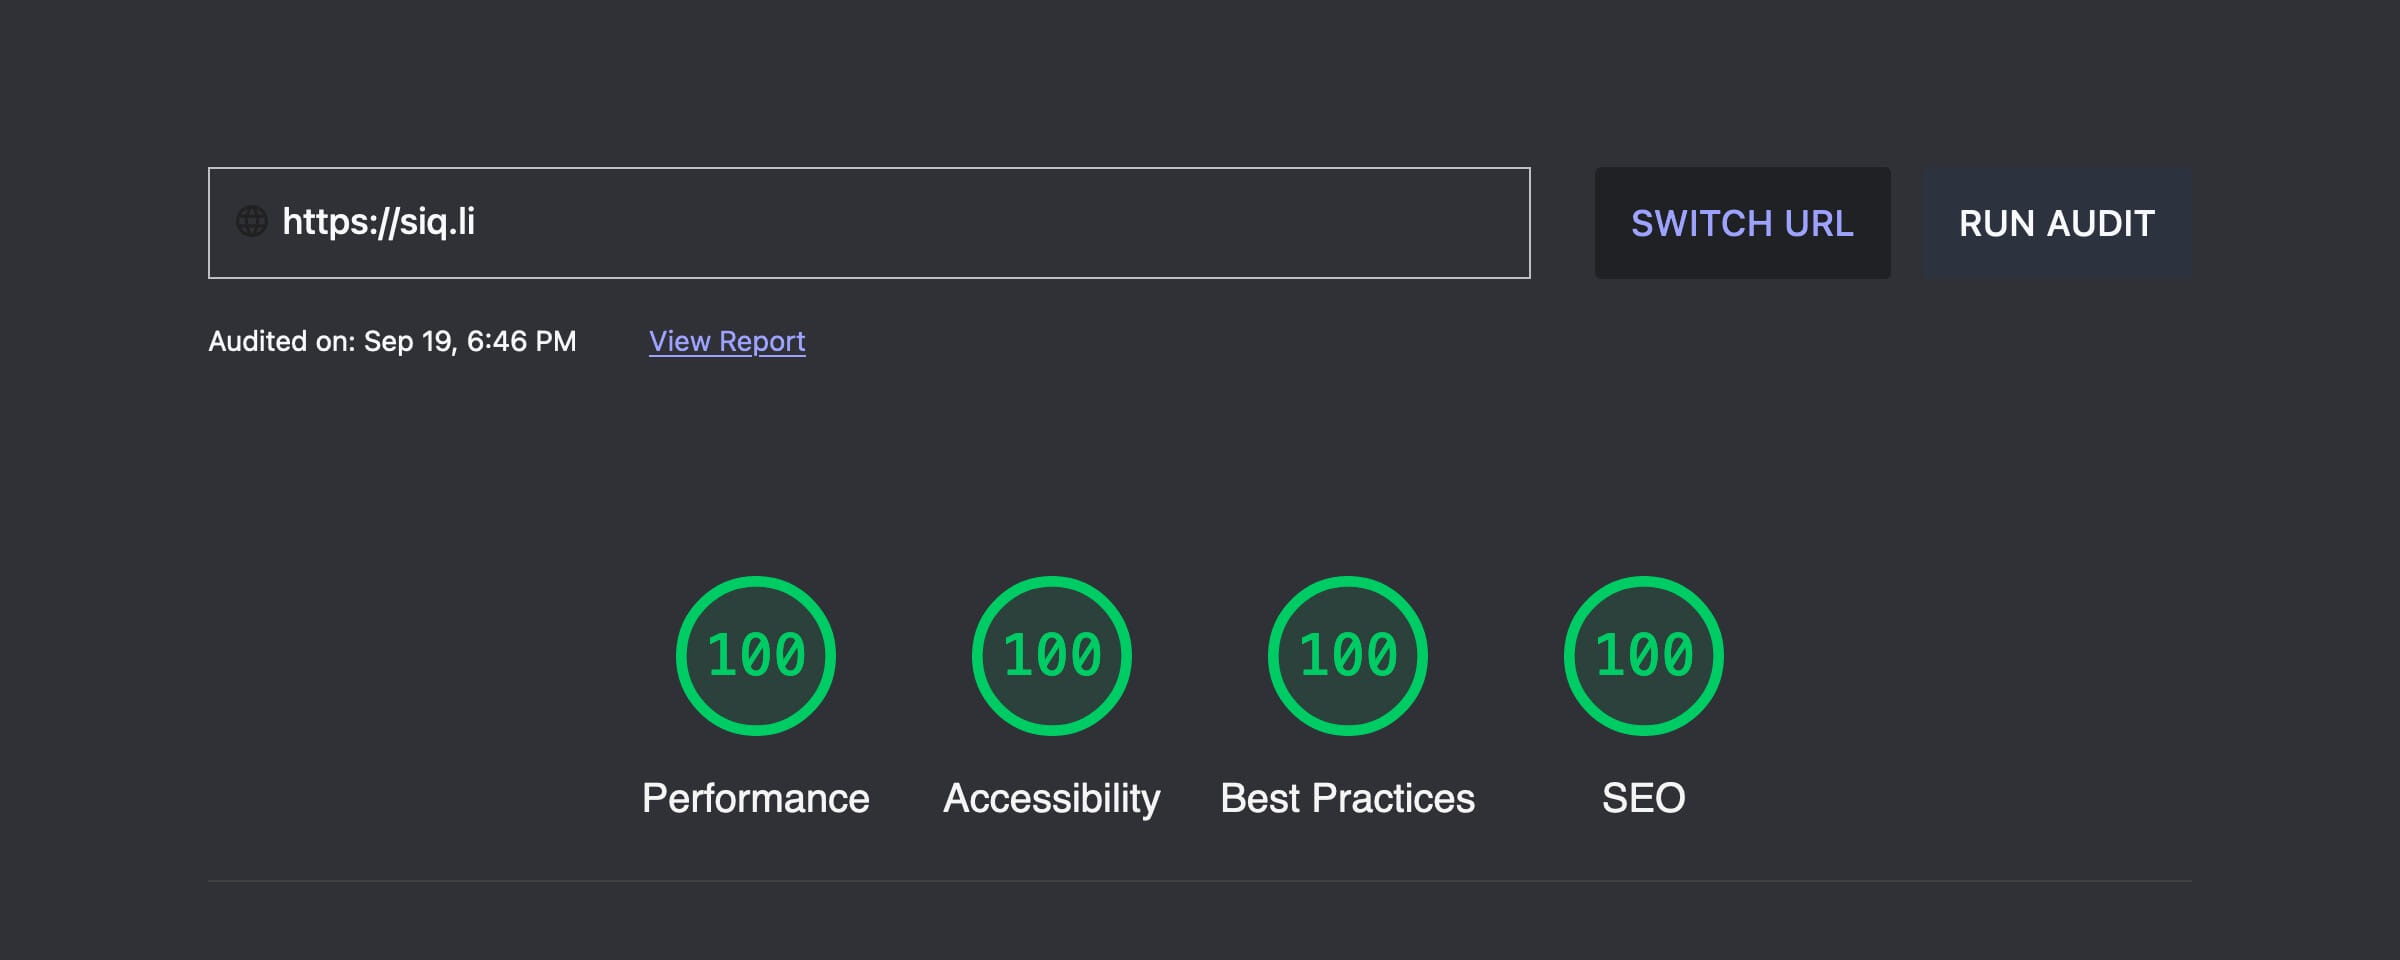 https://siq.li
SWITCH URL
RUN AUDIT
Audited on: Sep 19, 6:46 PM
View Report
100
100
100
100
Performance
Accessibility
Best Practices
SEO